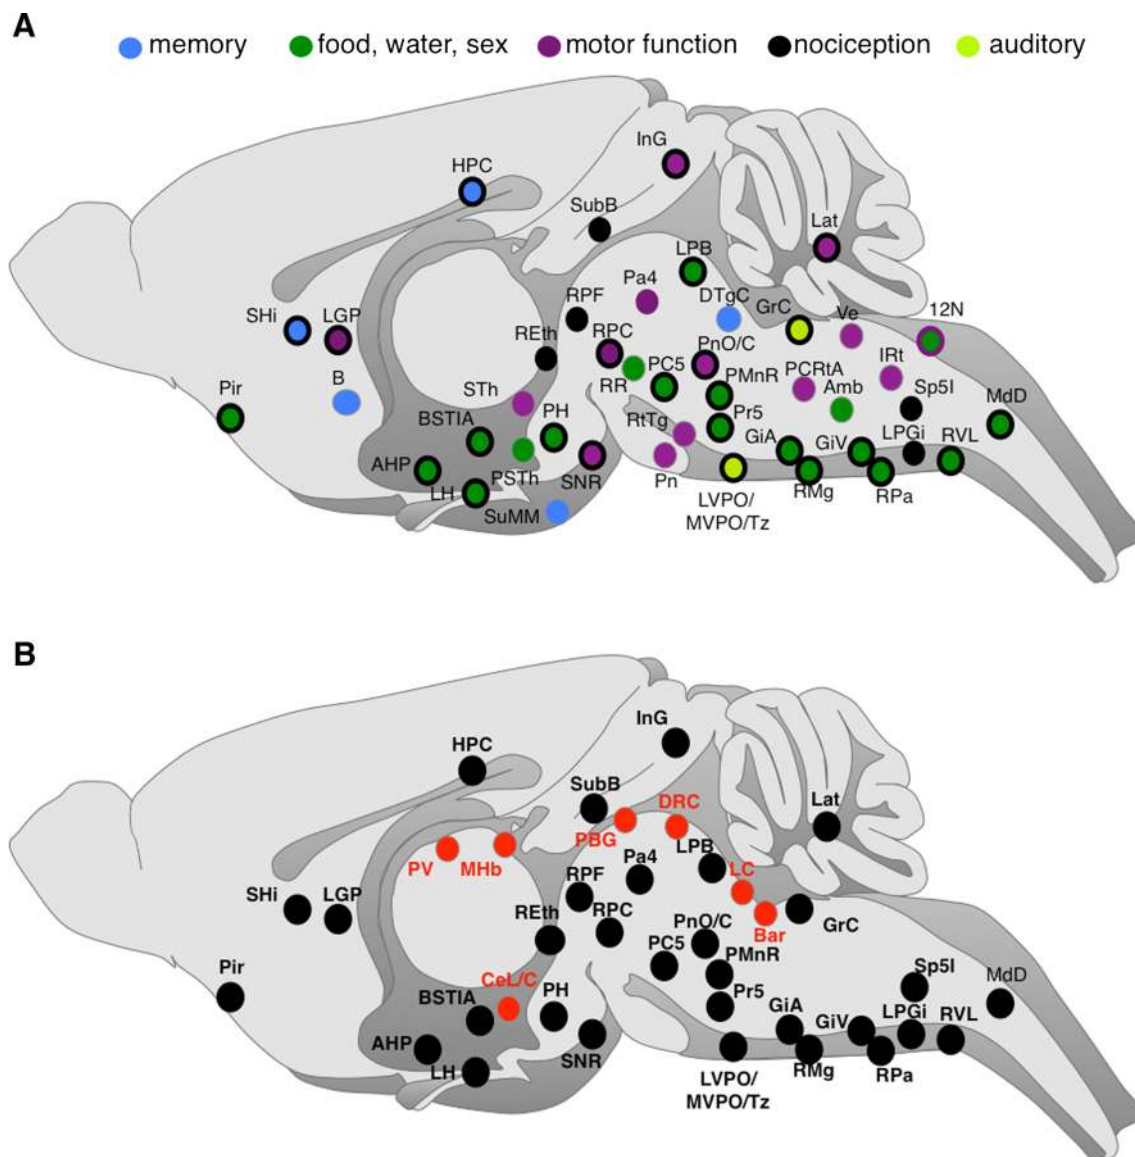 A
memory food, water, sex motor function nociception auditory
InG
HPC
SubB
Lat
LPB
Pa4
DTgC
GrC
Ve
12N
SHi
LGP
RPF
REth
RPC
PnO/C
IRt
RR
PC5
PMnR
PCRtA
Amb
Sp5I
MdD
B
Pir
STh
BSTIA
PH
RtTg
Pr5
GiA
GiV
LPGi
RVL
AHP
LH
PSTh
SNR
Pn
SuMM
LVPO/
MVPO/Tz
RMg
RPa
B
InG
HPC
SubB
DRC
PBG
Lat
PV
MHb
Pa4
LPB
LC
RPF
SHi
LGP
REth
RPC
PnO/C
Bar
GrC
PC5
PMnR
Sp5I
MdD
Pir
CeL/C
BSTIA
PH
Pr5
GiA
GiV
LPGi
RVL
AHP
LH
SNR
LVPO/
MVPO/Tz
RMg
RPa